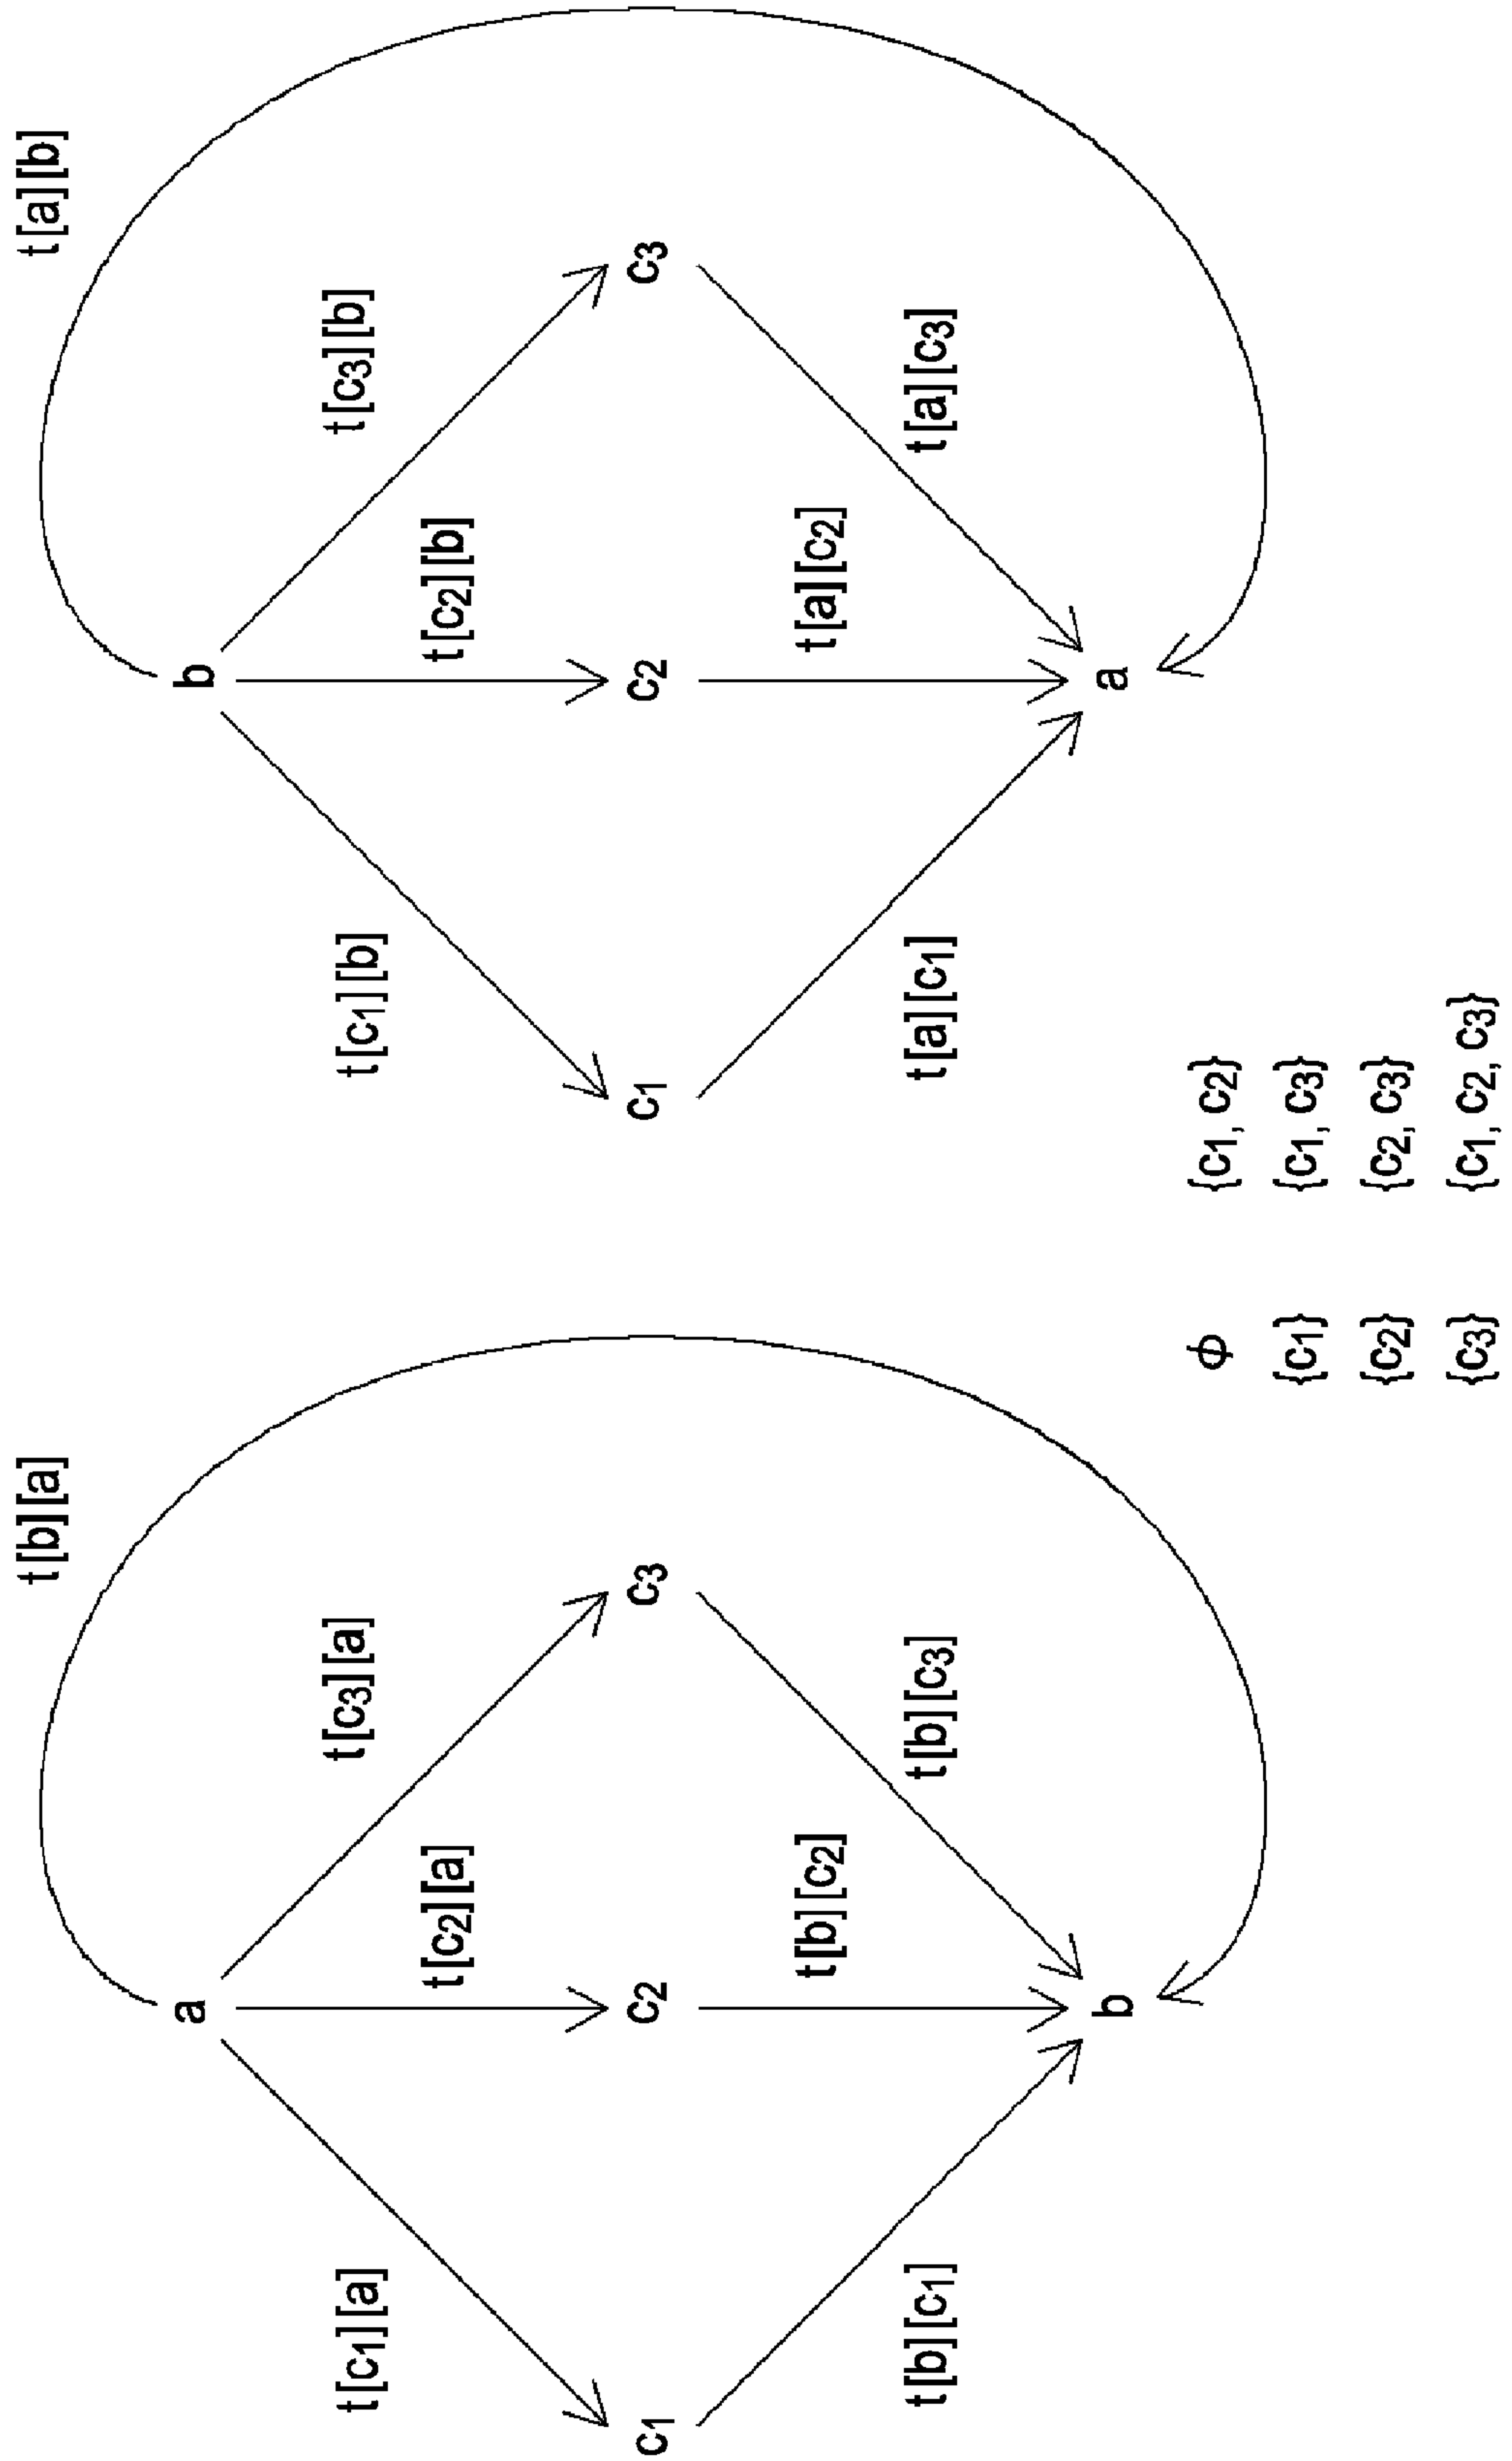 t[b][a]
a
t[c₁][a]
t[c₃][a]
t[c₂][a]
c₁
c₂
c₃
t[b][c₂]
t[b][c₁]
t[b][c₃]
b
t[a][b]
b
t[c₁][b]
t[c₃][b]
t[c₂][b]
c₁
c₂
c₃
t[a][c₂]
t[a][c₁]
t[a][c₃]
a
ϕ {c₁, c₂}
{c₁} {c₁, c₃}
{c₂} {c₂, c₃}
{c₃} {c₁, c₂, c₃}